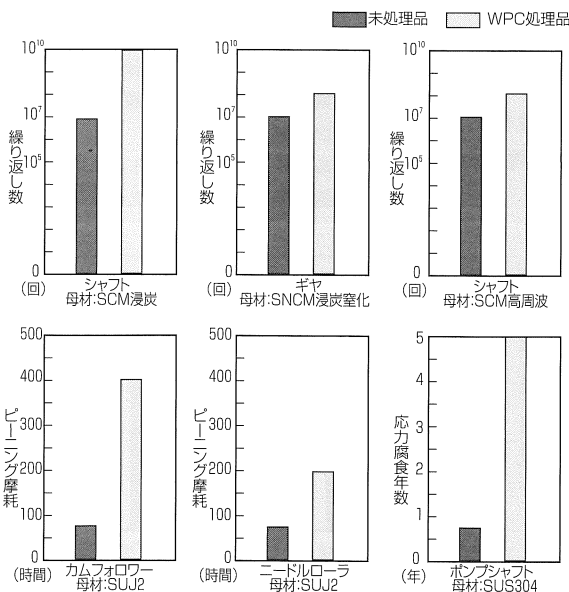 未処理品 WPC処理品
10^10
10^7
10^5
0
繰り返し数
(回)
シャフト
母材:SCM浸炭
10^10
10^7
10^5
0
繰り返し数
(回)
ギヤ
母材:SNCM浸炭窒化
10^10
10^7
10^5
0
繰り返し数
(回)
シャフト
母材:SCM高周波
500
400
300
200
100
0
ピーニング摩耗
(時間)
カムフォロワー
母材:SUJ2
500
400
300
200
100
0
ピーニング摩耗
(時間)
ニードルローラ
母材:SUJ2
5
4
3
2
1
0
応力腐食年数
(年)
ポンプシャフト
母材:SUS304